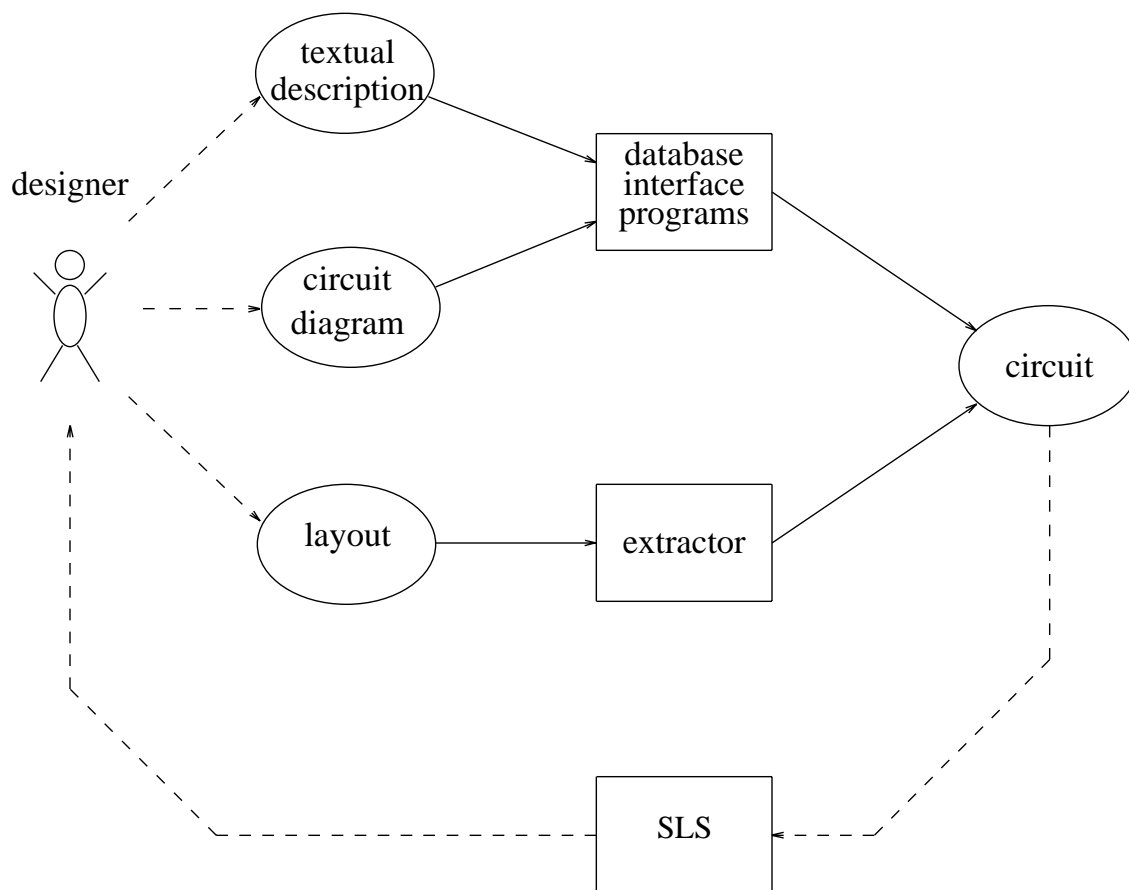 textual
description
database
interface
programs
designer
circuit
diagram
circuit
layout
extractor
SLS